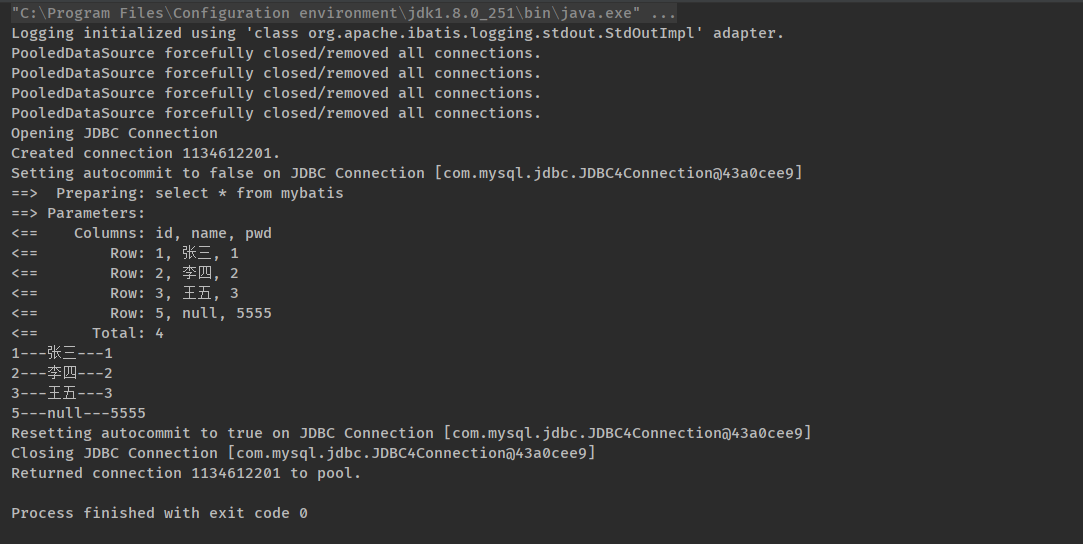 "C:\Program Files\Configuration environment\jdk1.8.0_251\bin\java.exe" ...
Logging initialized using 'class org.apache.ibatis.logging.stdout.StdOutImpl' adapter.
PooledDataSource forcefully closed/removed all connections.
PooledDataSource forcefully closed/removed all connections.
PooledDataSource forcefully closed/removed all connections.
PooledDataSource forcefully closed/removed all connections.
Opening JDBC Connection
Created connection 1134612201.
Setting autocommit to false on JDBC Connection [com.mysql.jdbc.JDBC4Connection@43a0cee9]
==>  Preparing: select * from mybatis
==> Parameters:
<==    Columns: id, name, pwd
<==        Row: 1, 张三, 1
<==        Row: 2, 李四, 2
<==        Row: 3, 王五, 3
<==        Row: 5, null, 5555
<==      Total: 4
1---张三---1
2---李四---2
3---王五---3
5---null---5555
Resetting autocommit to true on JDBC Connection [com.mysql.jdbc.JDBC4Connection@43a0cee9]
Closing JDBC Connection [com.mysql.jdbc.JDBC4Connection@43a0cee9]
Returned connection 1134612201 to pool.
Process finished with exit code 0